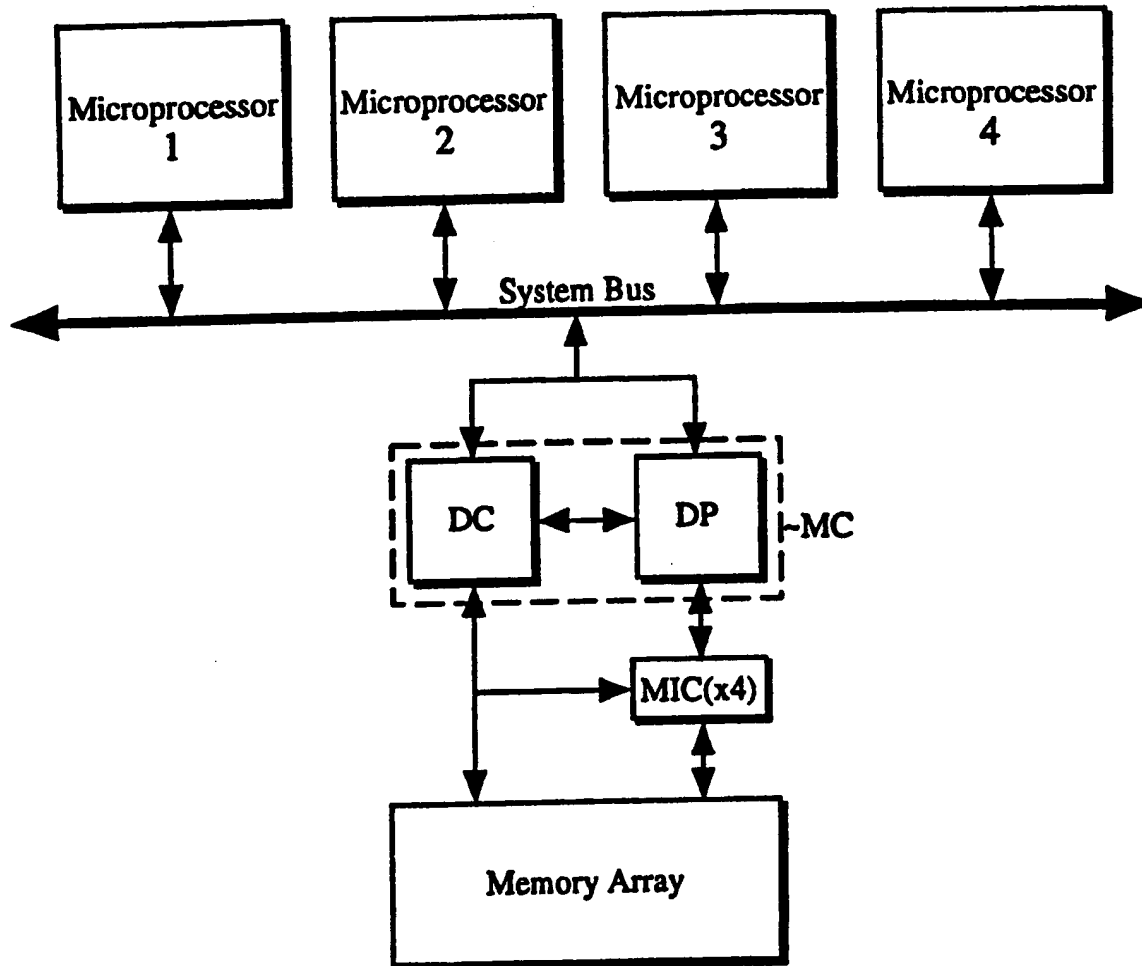 Microprocessor
1
Microprocessor
2
Microprocessor
3
Microprocessor
4
System Bus
DC
DP
~MC
MIC(x4)
Memory Array